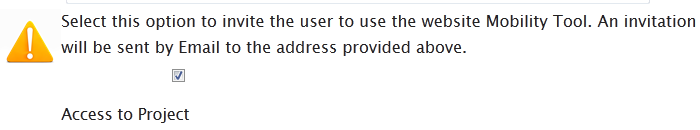 Select this option to invite the user to use the website Mobility Tool. An invitation
will be sent by Email to the address provided above.
Access to Project